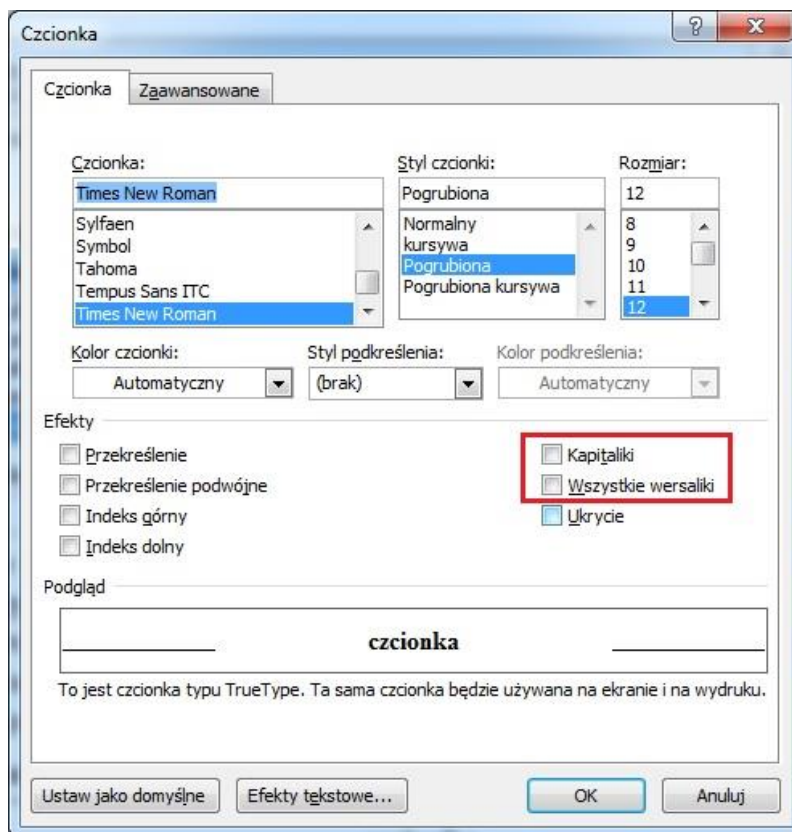 Czcionka
Czcionka Zaawansowane
Czcionka: Styl czcionki: Rozmiar:
Times New Roman Pogrubiona 12
Sylfaen Normalny 8
Symbol kursywa 9
Tahoma Pogrubiona 10
Tempus Sans ITC Pogrubiona kursywa 11
Times New Roman 12
Kolor czcionki: Styl podkreślenia: Kolor podkreślenia:
Automatyczny (brak) Automatyczny
Efekty
Przekreślenie Kapitaliki
Przekreślenie podwójne Wszystkie wersaliki
Indeks górny Ukrycie
Indeks dolny
Podgląd
czcionka
To jest czcionka typu TrueType. Ta sama czcionka będzie używana na ekranie i na wydruku.
Ustaw jako domyślne Efekty tekstowe... OK Anuluj